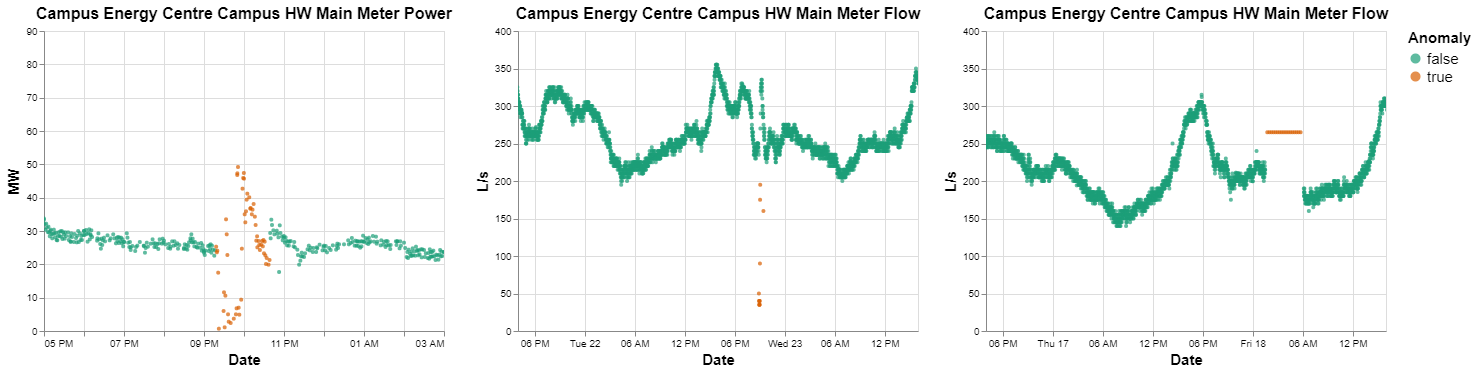 Campus Energy Centre Campus HW Main Meter Power
90
80
70
60
50
40
30
20
10
0
MW
05 PM 07 PM 09 PM 11 PM 01 AM 03 AM
Date
Campus Energy Centre Campus HW Main Meter Flow
400
350
300
250
200
150
100
50
0
L/s
06 PM Tue 22 06 AM 12 PM 06 PM Wed 23 06 AM 12 PM
Date
Campus Energy Centre Campus HW Main Meter Flow
400
350
300
250
200
150
100
50
0
L/s
06 PM Thu 17 06 AM 12 PM 06 PM Fri 18 06 AM 12 PM
Date
Anomaly
false
true